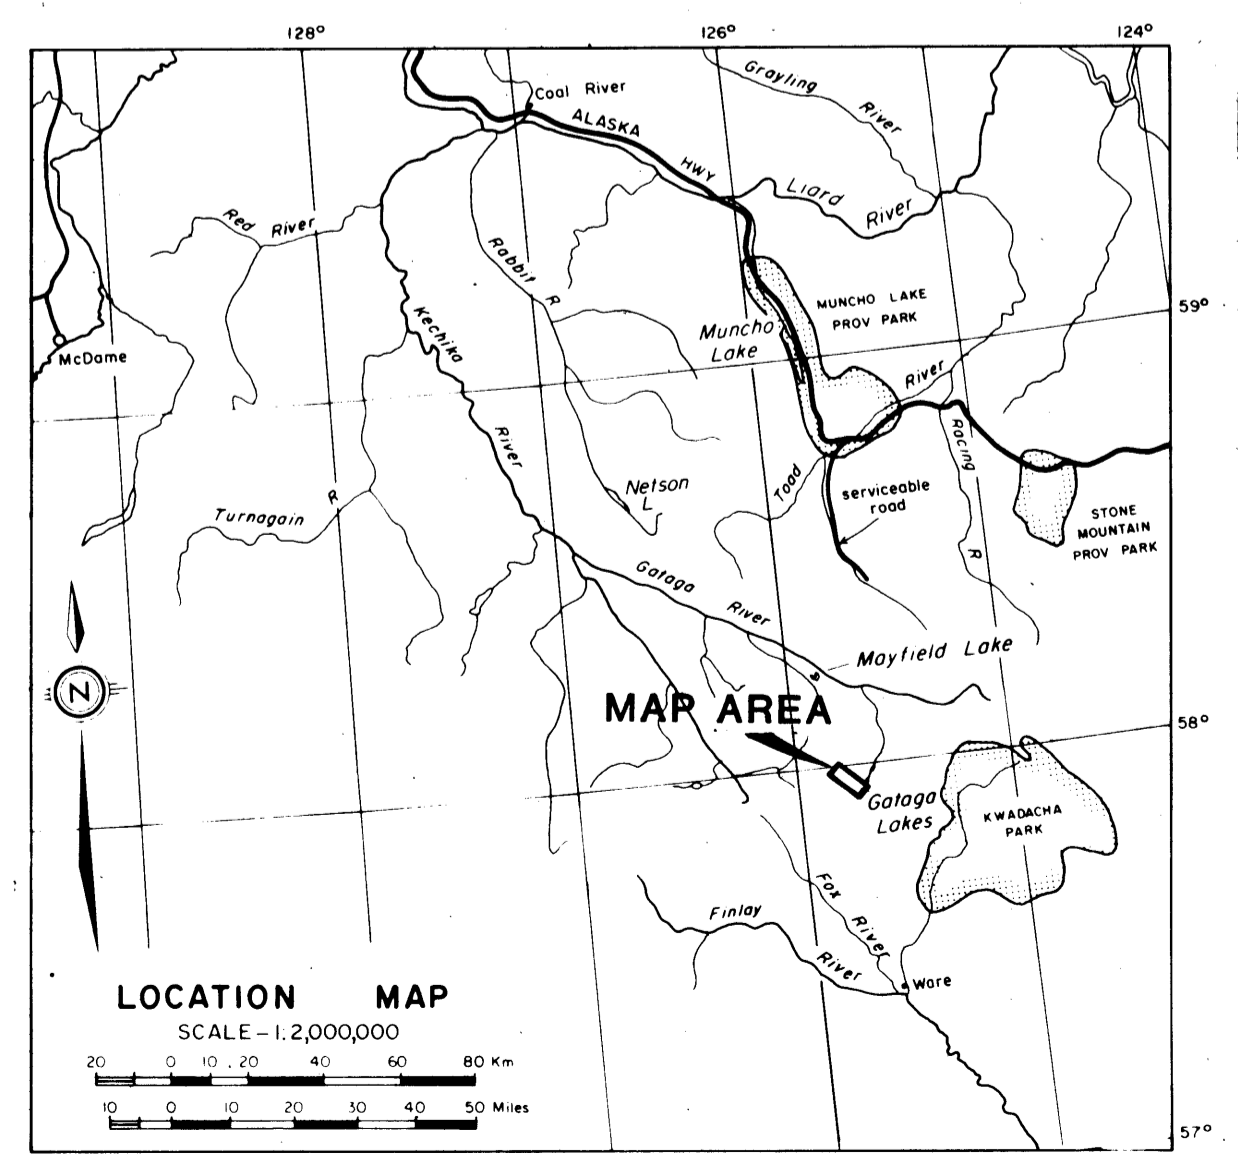 128°
126°
124°
Grayling
River
Coal River
ALASKA
HWY
Liard
River
Red River
Rabbit R
59°
MUNCHO LAKE
PROV PARK
Muncho
Lake
Kechika
River
McDame
River
Racing
R
Toad
serviceable
road
Netson
L
STONE
MOUNTAIN
PROV PARK
Turnagain
R
Gataga
River
Mayfield Lake
N
MAP AREA
58°
Gataga
Lakes
KWADACHA
PARK
Fox
River
Finlay
River
Ware
LOCATION MAP
SCALE – 1:2,000,000
20 0 10 20 40 60 80 Km
10 0 10 20 30 40 50 Miles
57°